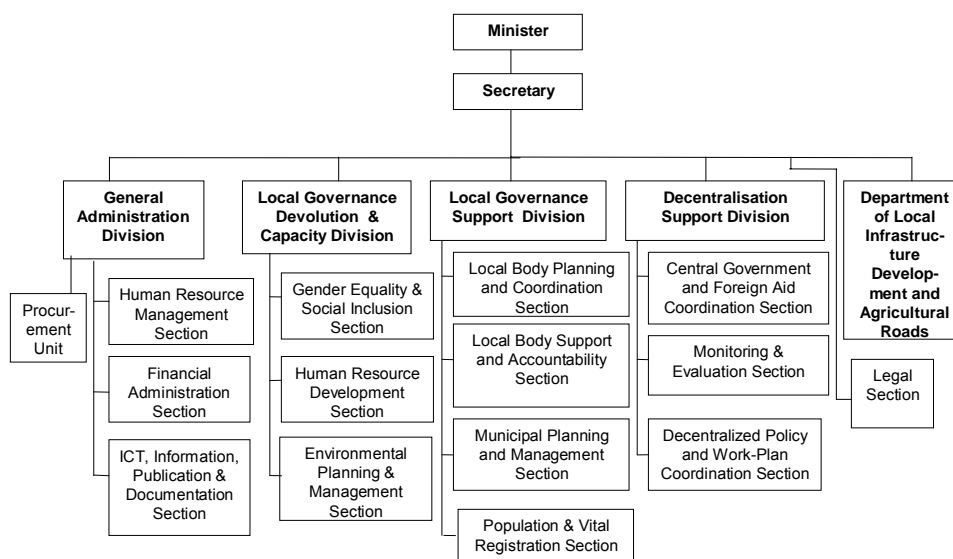 Minister
Secretary
General
Administration
Division
Local Governance
Devolution &
Capacity Division
Local Governance
Support Division
Decentralisation
Support Division
Department
of Local
Infrastruc-
ture
Develop-
ment and
Agricultural
Roads
Procur-
ement
Unit
Human Resource
Management
Section
Financial
Administration
Section
ICT, Information,
Publication &
Documentation
Section
Gender Equality &
Social Inclusion
Section
Human Resource
Development
Section
Environmental
Planning &
Management
Section
Local Body Planning
and Coordination
Section
Local Body Support
and Accountability
Section
Municipal Planning
and Management
Section
Population & Vital
Registration Section
Central Government
and Foreign Aid
Coordination Section
Monitoring &
Evaluation Section
Decentralized Policy
and Work-Plan
Coordination Section
Legal
Section